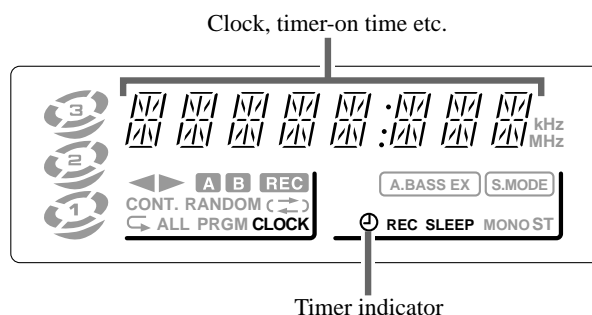 Clock, timer-on time etc.
3
kHz
MHz
2
A B REC
A.BASS EX S.MODE
1
CONT. RANDOM
ALL PRGM CLOCK
REC SLEEP MONO ST
Timer indicator